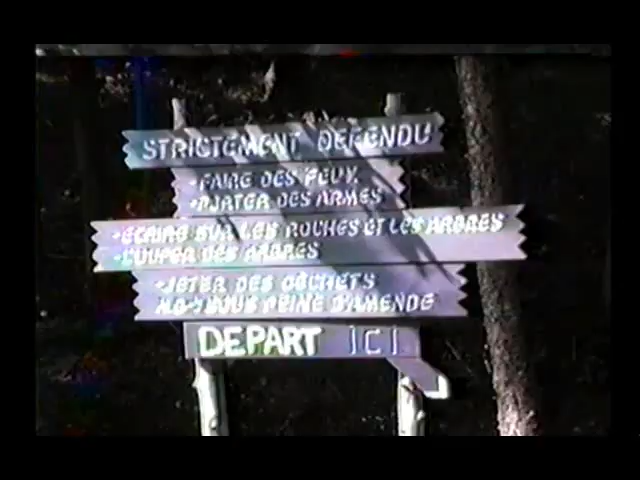 STRICTEMENT DEFENDU
•FAIRE DES FEUX
DES ARMES
•ECRIRE SUR LES ROCHES ET LES ARBRES
•COUPER DES ARBRES
•JETER DES DECHETS
SOUS PEINE D'AMENDE
DEPART ICI